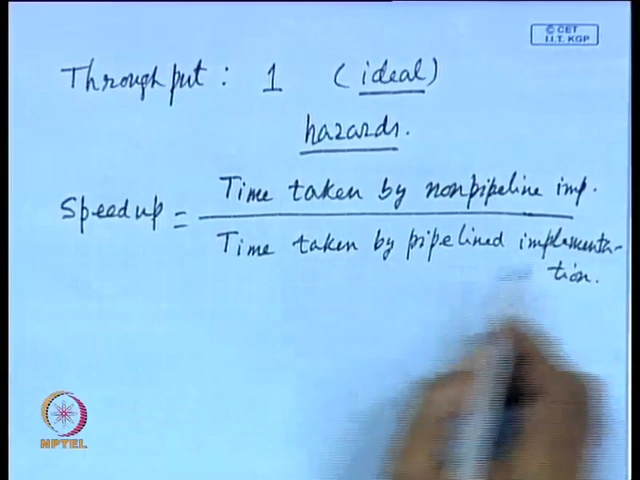 © CET
I.I.T. KGP
Throughput : 1 (ideal)
hazards.
Speedup = Time taken by nonpipeline imp.
Time taken by pipelined implementa-
tion.
NPTEL